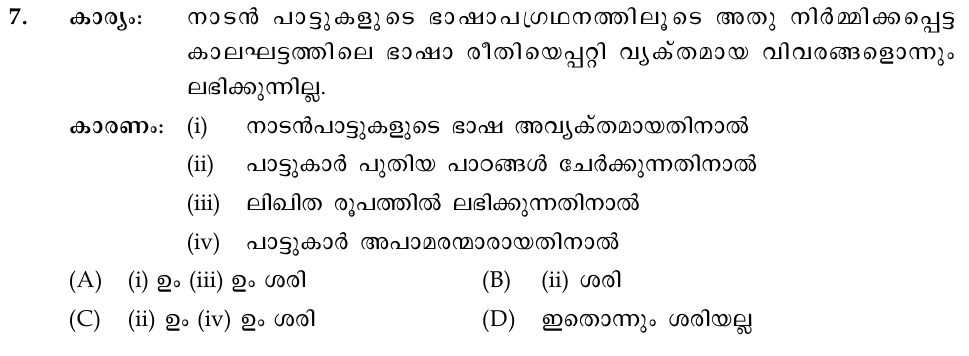 7. കാര്യം: നാടൻ പാട്ടുകളുടെ ഭാഷാപഗ്രഥനത്തിലൂടെ അതു നിർമ്മിക്കപ്പെട്ട
കാലഘട്ടത്തിലെ ഭാഷാ രീതിയെപ്പറ്റി വ്യക്തമായ വിവരങ്ങളൊന്നും
ലഭിക്കുന്നില്ല.
കാരണം: (i) നാടൻപാട്ടുകളുടെ ഭാഷ അവ്യക്തമായതിനാൽ
(ii) പാട്ടുകാർ പുതിയ പാഠങ്ങൾ ചേർക്കുന്നതിനാൽ
(iii) ലിഖിത രൂപത്തിൽ ലഭിക്കുന്നതിനാൽ
(iv) പാട്ടുകാർ അപാമരന്മാരായതിനാൽ
(A) (i) ഉം (iii) ഉം ശരി (B) (ii) ശരി
(C) (ii) ഉം (iv) ഉം ശരി (D) ഇതൊന്നും ശരിയല്ല